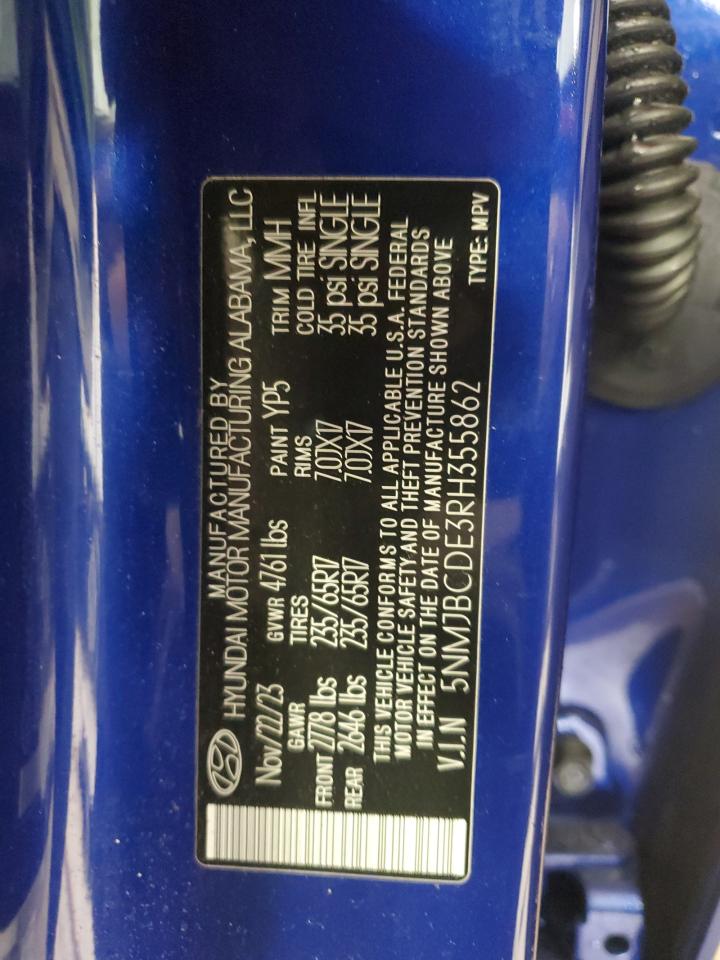 MANUFACTURED BY
HYUNDAI MOTOR MANUFACTURING ALABAMA, LLC
Nov/22/23 GVWR 4761 lbs PAINT YP5 TRIM MMH
GAWR TIRES RIMS COLD TIRE INFL
FRONT 2778 lbs 235/65R17 7.0JX17 35 psi SINGLE
REAR 2646 lbs 235/65R17 7.0JX17 35 psi SINGLE
THIS VEHICLE CONFORMS TO ALL APPLICABLE U.S.A. FEDERAL
MOTOR VEHICLE SAFETY AND THEFT PREVENTION STANDARDS
IN EFFECT ON THE DATE OF MANUFACTURE SHOWN ABOVE
V.I.N 5NMJBCDE3RH355862
TYPE: MPV